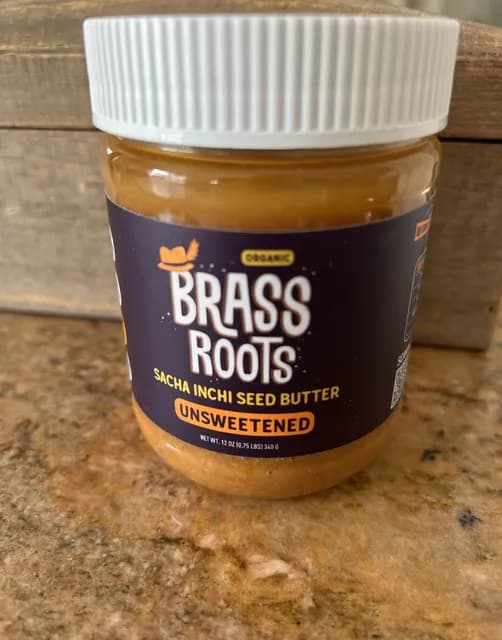 ORGANIC
BRASS
ROOTS
SACHA INCHI SEED BUTTER
UNSWEETENED
NET WT. 12 OZ (0.75 LBS) 340 G